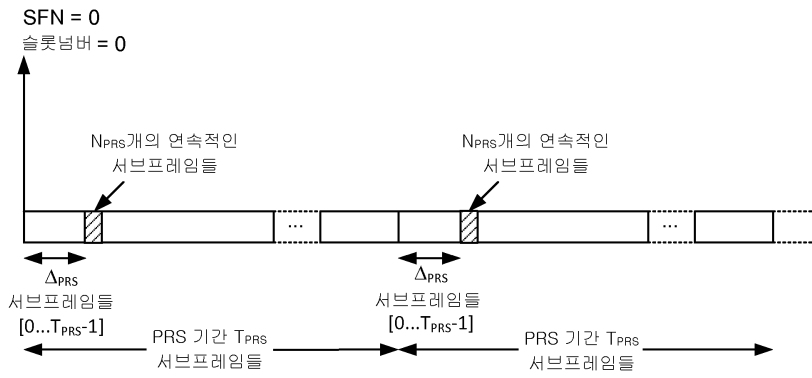 SFN = 0
슬롯넘버 = 0
NPRS개의 연속적인
서브프레임들
NPRS개의 연속적인
서브프레임들
...
...
ΔPRS
서브프레임들
[0...TPRS-1]
ΔPRS
서브프레임들
[0...TPRS-1]
PRS 기간 TPRS
서브프레임들
PRS 기간 TPRS
서브프레임들